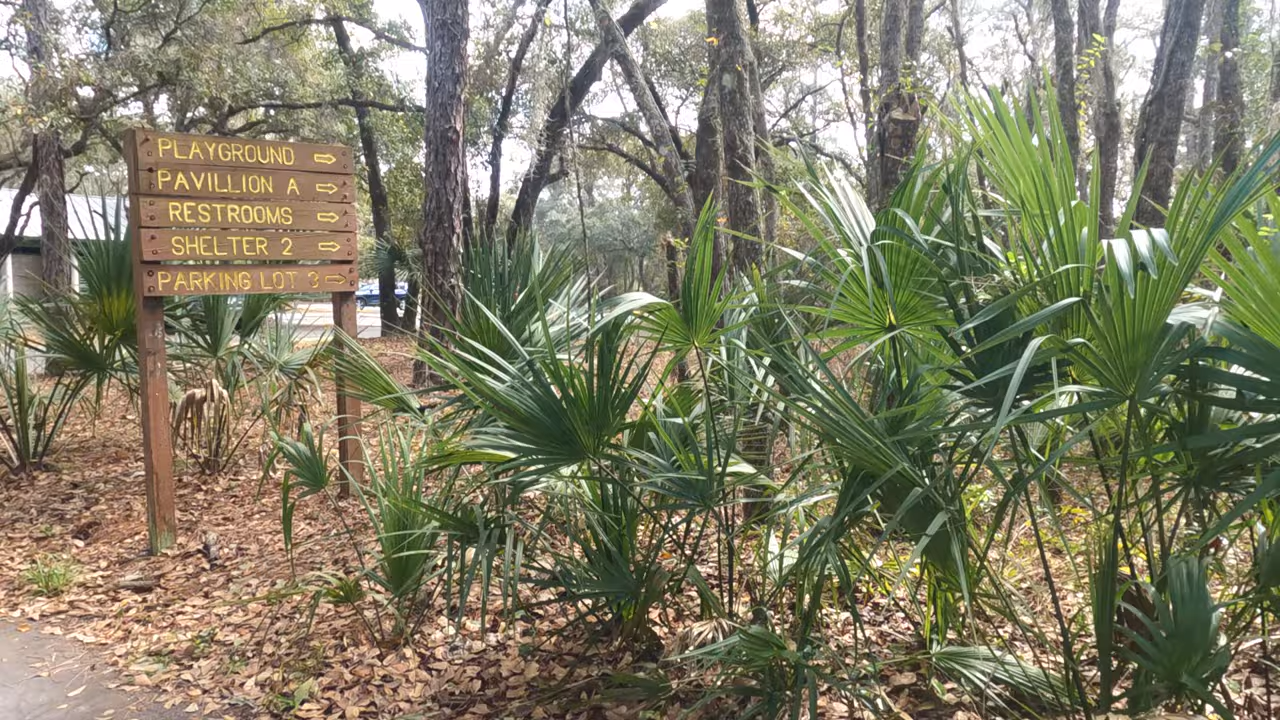 PLAYGROUND ⇨
PAVILLION A ⇨
RESTROOMS ⇨
SHELTER 2 ⇨
PARKING LOT 3 ⇨